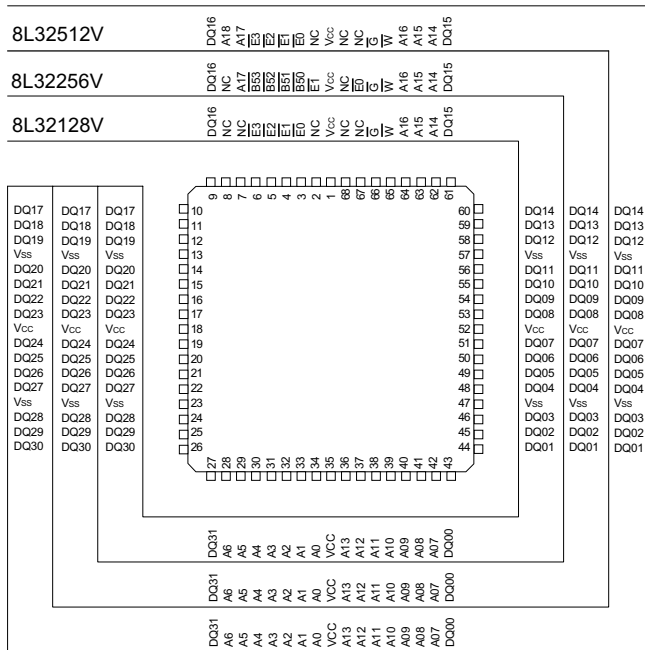 8L32512V DQ16 A18 A17 E3 E2 E1 E0 NC Vcc NC NC G W A16 A15 A14 DQ15
8L32256V DQ16 NC A17 BS3 BS2 BS1 BS0 E1 Vcc NC E0 G W A16 A15 A14 DQ15
8L32128V DQ16 NC NC E3 E2 E1 E0 NC Vcc NC NC G W A16 A15 A14 DQ15
9 8 7 6 5 4 3 2 1 68 67 66 65 64 63 62 61
DQ17 DQ17 DQ17 10 60 DQ14 DQ14 DQ14
DQ18 DQ18 DQ18 11 59 DQ13 DQ13 DQ13
DQ19 DQ19 DQ19 12 58 DQ12 DQ12 DQ12
Vss Vss Vss 13 57 Vss Vss Vss
DQ20 DQ20 DQ20 14 56 DQ11 DQ11 DQ11
DQ21 DQ21 DQ21 15 55 DQ10 DQ10 DQ10
DQ22 DQ22 DQ22 16 54 DQ09 DQ09 DQ09
DQ23 DQ23 DQ23 17 53 DQ08 DQ08 DQ08
Vcc Vcc Vcc 18 52 Vcc Vcc Vcc
DQ24 DQ24 DQ24 19 51 DQ07 DQ07 DQ07
DQ25 DQ25 DQ25 20 50 DQ06 DQ06 DQ06
DQ26 DQ26 DQ26 21 49 DQ05 DQ05 DQ05
DQ27 DQ27 DQ27 22 48 DQ04 DQ04 DQ04
Vss Vss Vss 23 47 Vss Vss Vss
DQ28 DQ28 DQ28 24 46 DQ03 DQ03 DQ03
DQ29 DQ29 DQ29 25 45 DQ02 DQ02 DQ02
DQ30 DQ30 DQ30 26 44 DQ01 DQ01 DQ01
27 28 29 30 31 32 33 34 35 36 37 38 39 40 41 42 43
DQ31 A6 A5 A4 A3 A2 A1 A0 VCC A13 A12 A11 A10 A09 A08 A07 DQ00
DQ31 A6 A5 A4 A3 A2 A1 A0 VCC A13 A12 A11 A10 A09 A08 A07 DQ00
DQ31 A6 A5 A4 A3 A2 A1 A0 VCC A13 A12 A11 A10 A09 A08 A07 DQ00